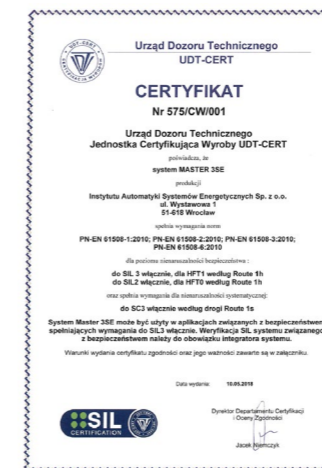 UDT-CERT
Urząd Dozoru Technicznego
UDT-CERT
CERTYFIKAT
Nr 575/CW/001
Urząd Dozoru Technicznego
Jednostka Certyfikująca Wyroby UDT-CERT
poświadcza, że
system MASTER 3SE
produkcji
Instytutu Automatyki Systemów Energetycznych Sp. z o.o.
ul. Wystawowa 1
51-618 Wrocław
spełnia wymagania norm
PN-EN 61508-1:2010; PN-EN 61508-2:2010; PN-EN 61508-3:2010;
PN-EN 61508-6:2010
dla poziomu nienaruszalności bezpieczeństwa :
do SIL 3 włącznie, dla HFT1 według Route 1h
do SIL2 włącznie, dla HFT0 według Route 1h
oraz spełnia wymagania dla nienaruszalności systematycznej:
do SC3 włącznie według drogi Route 1s
System Master 3SE może być użyty w aplikacjach związanych z bezpieczeństwem
spełniających wymagania do SIL3 włącznie. Weryfikacja SIL systemu związanego
z bezpieczeństwem należy do obowiązku integratora systemu.
Warunki wydania certyfikatu zgodności oraz jego ważności zawarte są w załączniku.
Data wydania: 10.05.2018
Dyrektor Departamentu Certyfikacji
i Oceny Zgodności
Jacek Niemczyk
SIL
CERTIFICATION